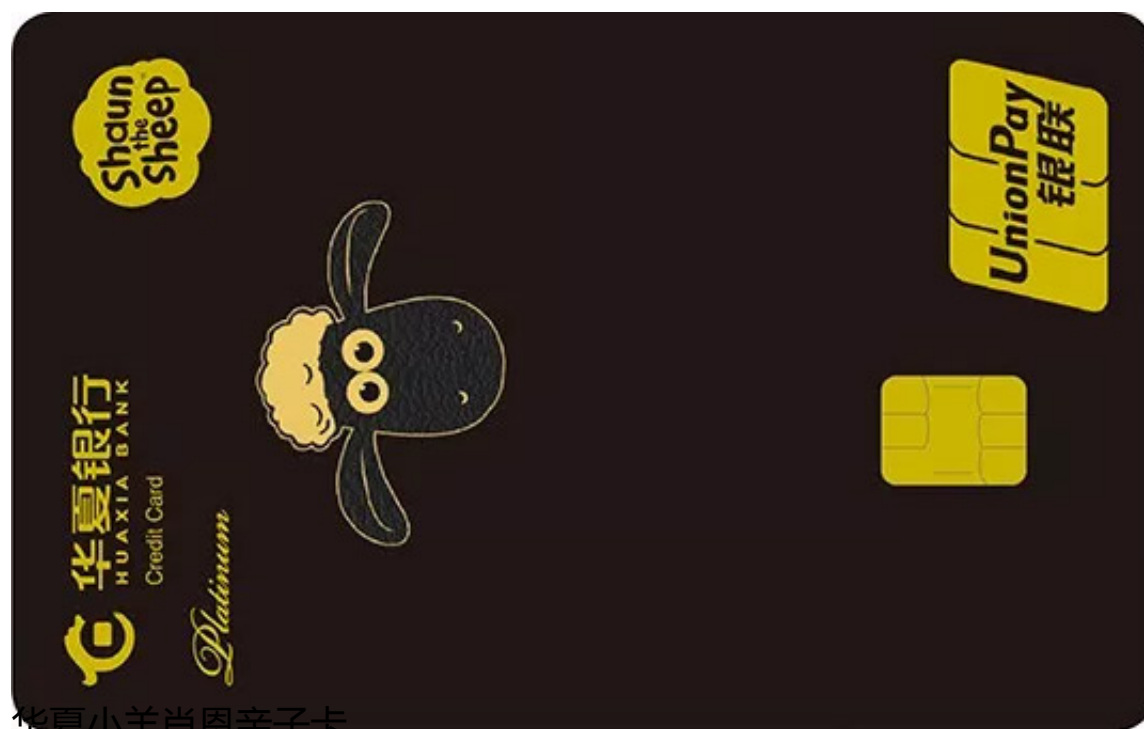 华夏银行
HUAXIA BANK
Credit Card
Platinum
Shaun
the
Sheep
UnionPay
银联
华夏小羊肖恩亲子卡